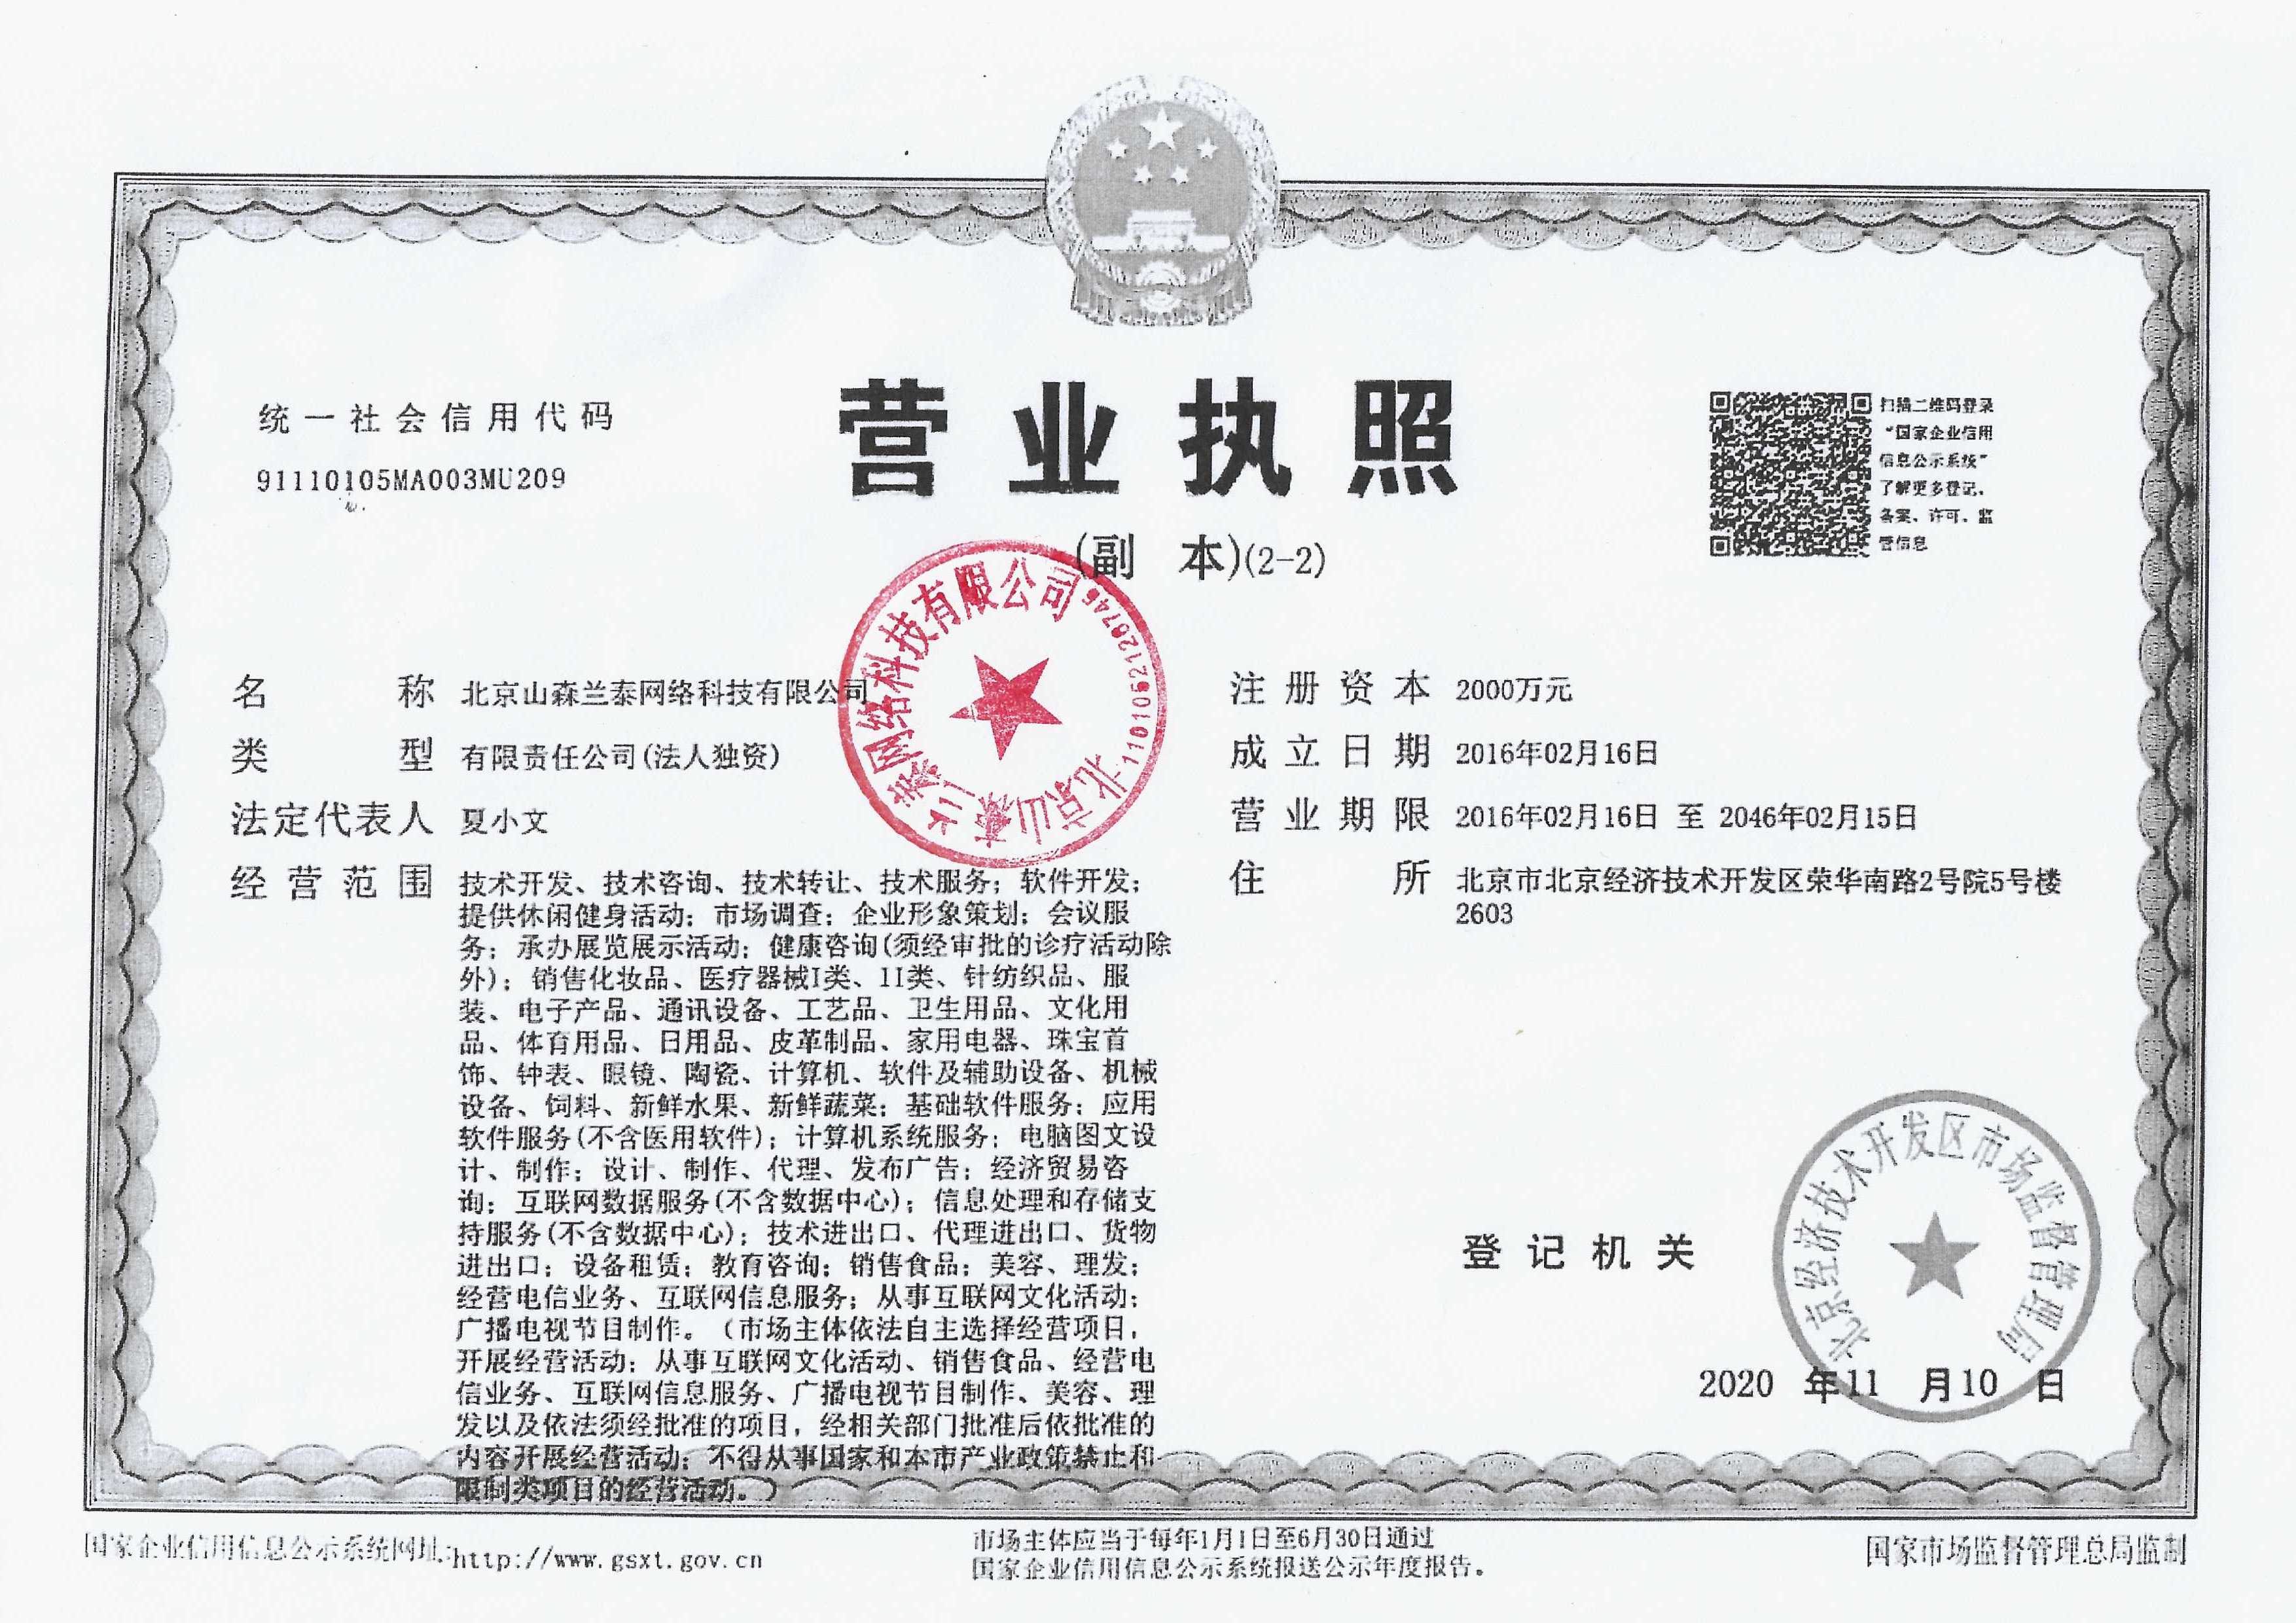 营业执照
(副 本)(2-2)
统一社会信用代码
91110105MA003MU209
扫描二维码登录
“国家企业信用
信息公示系统”
了解更多登记、
备案、许可、监
管信息
名称 北京山森兰泰网络科技有限公司
类型 有限责任公司(法人独资)
法定代表人 夏小文
经营范围 技术开发、技术咨询、技术转让、技术服务;软件开发;
提供休闲健身活动;市场调查;企业形象策划;会议服
务;承办展览展示活动;健康咨询(须经审批的诊疗活动除
外);销售化妆品、医疗器械I类、II类、针纺织品、服
装、电子产品、通讯设备、工艺品、卫生用品、文化用
品、体育用品、日用品、皮革制品、家用电器、珠宝首
饰、钟表、眼镜、陶瓷、计算机、软件及辅助设备、机械
设备、饲料、新鲜水果、新鲜蔬菜;基础软件服务;应用
软件服务(不含医用软件);计算机系统服务;电脑图文设
计、制作;设计、制作、代理、发布广告;经济贸易咨
询;互联网数据服务(不含数据中心);信息处理和存储支
持服务(不含数据中心);技术进出口、代理进出口、货物
进出口;设备租赁;教育咨询;销售食品;美容、理发;
经营电信业务、互联网信息服务;从事互联网文化活动;
广播电视节目制作。(市场主体依法自主选择经营项目,
开展经营活动;从事互联网文化活动、销售食品、经营电
信业务、互联网信息服务、广播电视节目制作、美容、理
发以及依法须经批准的项目,经相关部门批准后依批准的
内容开展经营活动;不得从事国家和本市产业政策禁止和
限制类项目的经营活动。)
注册资本 2000万元
成立日期 2016年02月16日
营业期限 2016年02月16日 至 2046年02月15日
住所 北京市北京经济技术开发区荣华南路2号院5号楼
2603
北京山森兰泰网络科技有限公司
1101052120746
登记机关
北京经济技术开发区市场监督管理局
2020 年11 月10 日
国家企业信用信息公示系统网址:http://www.gsxt.gov.cn
市场主体应当于每年1月1日至6月30日通过
国家企业信用信息公示系统报送公示年度报告。
国家市场监督管理总局监制